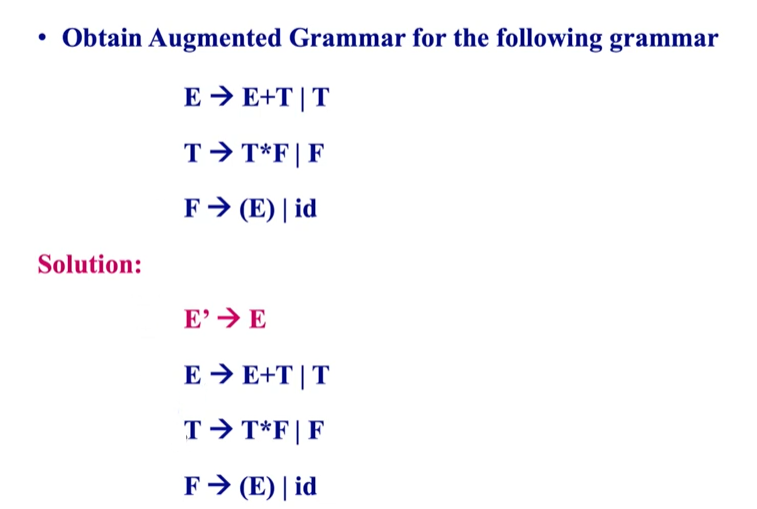 • Obtain Augmented Grammar for the following grammar
E → E+T | T
T → T*F | F
F → (E) | id
Solution:
E’ → E
E → E+T | T
T → T*F | F
F → (E) | id